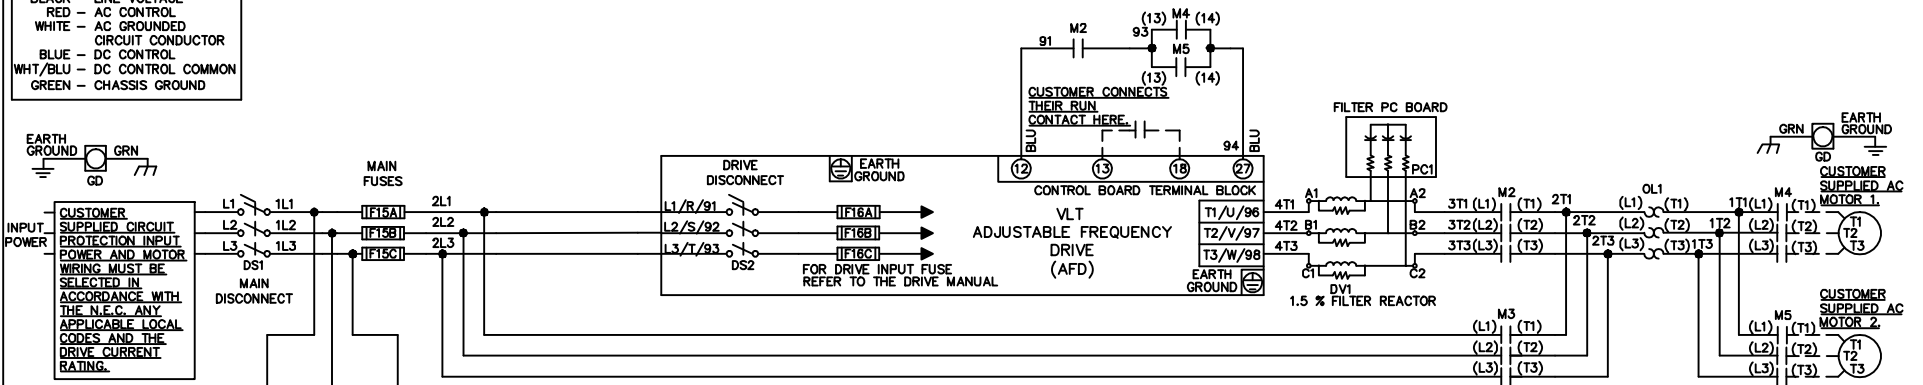 RED – AC CONTROL
WHITE – AC GROUNDED
CIRCUIT CONDUCTOR
BLUE – DC CONTROL
WHT/BLU – DC CONTROL COMMON
GREEN – CHASSIS GROUND
91
M2
93
(13) M4 (14)
M5
(13) (14)
CUSTOMER CONNECTS
THEIR RUN
CONTACT HERE.
BLU
94
BLU
12
13
18
27
CONTROL BOARD TERMINAL BLOCK
EARTH
GROUND
GRN
GD
MAIN
FUSES
DRIVE
DISCONNECT
EARTH
GROUND
FILTER PC BOARD
PC1
GRN
EARTH
GROUND
GD
INPUT
POWER
CUSTOMER
SUPPLIED CIRCUIT
PROTECTION INPUT
POWER AND MOTOR
WIRING MUST BE
SELECTED IN
ACCORDANCE WITH
THE N.E.C. ANY
APPLICABLE LOCAL
CODES AND THE
DRIVE CURRENT
RATING.
L1 1L1
L2 1L2
L3 1L3
DS1
MAIN
DISCONNECT
F15A
F15B
F15C
2L1
2L2
2L3
L1/R/91
L2/S/92
L3/T/93
DS2
F16A
F16B
F16C
FOR DRIVE INPUT FUSE
REFER TO THE DRIVE MANUAL
VLT
ADJUSTABLE FREQUENCY
DRIVE
(AFD)
T1/U/96
T2/V/97
T3/W/98
EARTH
GROUND
4T1 A1 A2
4T2 B1 B2
4T3
C1 C2
DV1
1.5 % FILTER REACTOR
M2
3T1 (L1) (T1) 2T1
3T2 (L2) (T2) 2T2
3T3 (L3) (T3) 2T3
OL1
(L1) (T1) 1T1
(L2) (T2) 1T2
(L3) (T3) 1T3
M4
(L1) (T1)
(L2) (T2)
(L3) (T3)
CUSTOMER
SUPPLIED AC
MOTOR 1.
T1
T2
T3
M3
(L1) (T1)
(L2) (T2)
(L3) (T3)
M5
(L1) (T1)
(L2) (T2)
(L3) (T3)
CUSTOMER
SUPPLIED AC
MOTOR 2.
T1
T2
T3